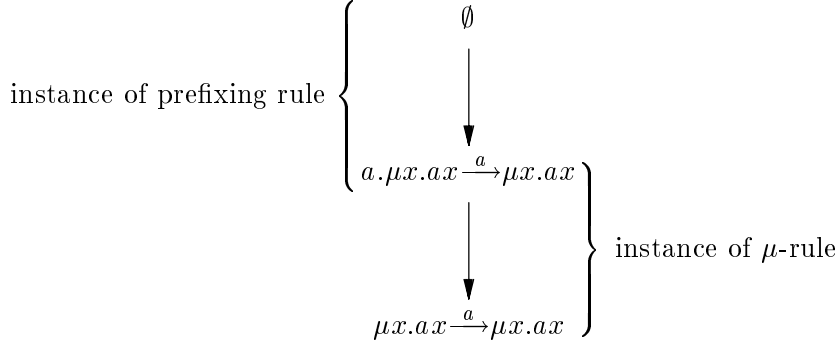 ∅
instance of prefixing rule
a.μx.ax —a→ μx.ax
instance of μ-rule
μx.ax —a→ μx.ax